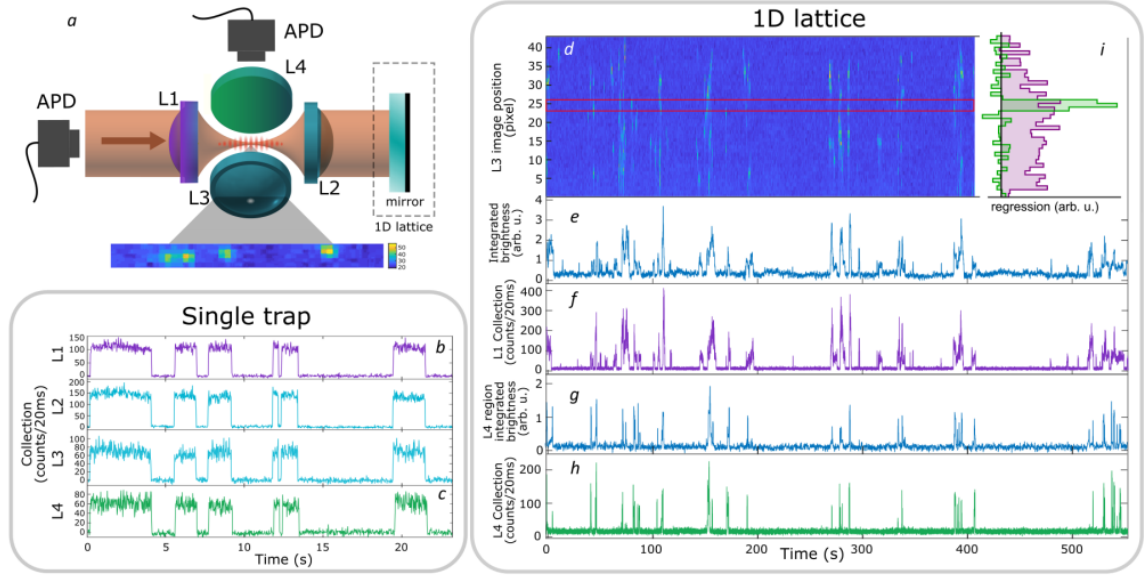 a
APD
L4
L1
APD
L3
L2
mirror
1D lattice
50
40
30
20
Single trap
Collection
(counts/20ms)
L1
150
100
50
0
b
L2
200
150
100
50
0
L3
100
50
0
L4
80
60
40
20
0
c
0 5 10 15 20
Time (s)
1D lattice
L3 image position
(pixel)
40
35
30
25
20
15
10
5
d
i
regression (arb. u.)
Integrated
brightness
(arb. u.)
4
3
2
1
0
e
L1 Collection
(counts/20ms)
400
300
200
100
0
f
L4 region
integrated
brightness
(arb. u.)
2
1
0
g
L4 Collection
(counts/20ms)
200
100
0
h
0 100 200 300 400 500
Time (s)